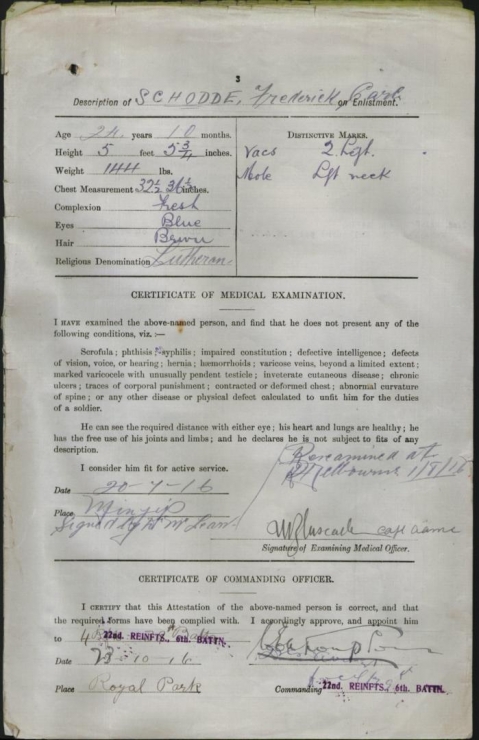 3
Description of SCHODDE, Frederick on Enlistment.
Age 24 years 10 months.
Height 5 feet 5 3/4 inches.
Weight 144 lbs.
Chest Measurement 32½ 36½ inches.
Complexion Fresh
Eyes Blue
Hair Brown
Religious Denomination Lutheran
DISTINCTIVE MARKS.
Vacs 2 Left.
Mole Lft neck
CERTIFICATE OF MEDICAL EXAMINATION.
I HAVE examined the above-named person, and find that he does not present any of the
following conditions, viz. :—
Scrofula; phthisis; syphilis; impaired constitution; defective intelligence; defects
of vision, voice, or hearing; hernia; hæmorrhoids; varicose veins, beyond a limited extent;
marked varicocele with unusually pendent testicle; inveterate cutaneous disease; chronic
ulcers; traces of corporal punishment; contracted or deformed chest; abnormal curvature
of spine; or any other disease or physical defect calculated to unfit him for the duties
of a soldier.
He can see the required distance with either eye; his heart and lungs are healthy; he
has the free use of his joints and limbs; and he declares he is not subject to fits of any
description.
I consider him fit for active service.
Reexamined at
Melbourne
Date 20-7-16
Place Minyip
Signed McLean
Capt aamc
Signature of Examining Medical Officer.
CERTIFICATE OF COMMANDING OFFICER.
I CERTIFY that this Attestation of the above-named person is correct, and that
the required forms have been complied with. I accordingly approve, and appoint him
to 22nd. REINFTS. 6th. BATTN.
Date 10-16
Place Royal Park
Commanding 22nd. REINFTS. 6th. BATTN.